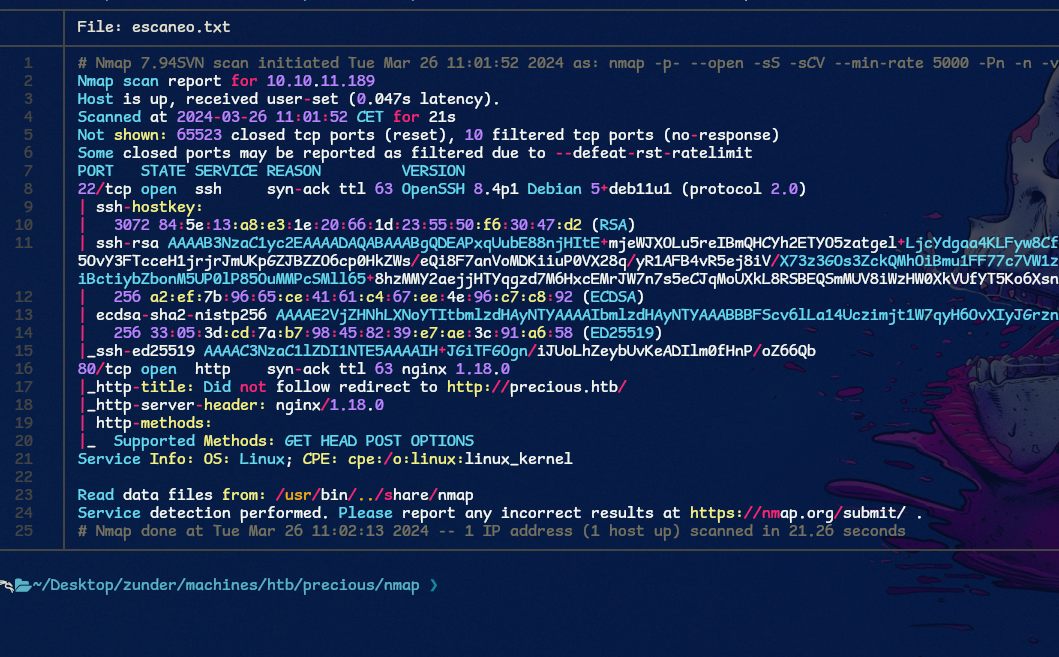 File: escaneo.txt
1 # Nmap 7.94SVN scan initiated Tue Mar 26 11:01:52 2024 as: nmap -p- --open -sS -sCV --min-rate 5000 -Pn -n -v
2 Nmap scan report for 10.10.11.189
3 Host is up, received user-set (0.047s latency).
4 Scanned at 2024-03-26 11:01:52 CET for 21s
5 Not shown: 65523 closed tcp ports (reset), 10 filtered tcp ports (no-response)
6 Some closed ports may be reported as filtered due to --defeat-rst-ratelimit
7 PORT   STATE SERVICE REASON         VERSION
8 22/tcp open  ssh     syn-ack ttl 63 OpenSSH 8.4p1 Debian 5+deb11u1 (protocol 2.0)
9 | ssh-hostkey:
10 |   3072 84:5e:13:a8:e3:1e:20:66:1d:23:55:50:f6:30:47:d2 (RSA)
11 | ssh-rsa AAAAB3NzaC1yc2EAAAADAQABAAABgQDEAPxqUubE88njHItE+mjeWJXOLu5reIBmQHCYh2ETYO5zatgel+LjcYdgaa4KLFyw8Cf
5OvY3FTcceH1jrjrJmUKpGZJBZZO6cp0HkZWs/eQi8F7anVoMDKiiuP0VX28q/yR1AFB4vR5ej8iV/X73z3GOs3ZckQMhOiBmu1FF77c7VW1z
iBctiybZbonM5UP0lP85OuMMPcSMll65+8hzMWY2aejjHTYqgzd7M6HxcEMrJW7n7s5eCJqMoUXkL8RSBEQSmMUV8iWzHW0XkVUfyT5Ko6Xsn
12 |   256 a2:ef:7b:96:65:ce:41:61:c4:67:ee:4e:96:c7:c8:92 (ECDSA)
13 | ecdsa-sha2-nistp256 AAAAE2VjZHNhLXNoYTItbmlzdHAyNTYAAAAIbmlzdHAyNTYAAABBBFScv6lLa14Uczimjt1W7qyH6OvXIyJGrzn
14 |   256 33:05:3d:cd:7a:b7:98:45:82:39:e7:ae:3c:91:a6:58 (ED25519)
15 |_ssh-ed25519 AAAAC3NzaC1lZDI1NTE5AAAAIH+JGiTFGOgn/iJUoLhZeybUvKeADIlm0fHnP/oZ66Qb
16 80/tcp open  http    syn-ack ttl 63 nginx 1.18.0
17 |_http-title: Did not follow redirect to http://precious.htb/
18 |_http-server-header: nginx/1.18.0
19 | http-methods:
20 |_  Supported Methods: GET HEAD POST OPTIONS
21 Service Info: OS: Linux; CPE: cpe:/o:linux:linux_kernel
22
23 Read data files from: /usr/bin/../share/nmap
24 Service detection performed. Please report any incorrect results at https://nmap.org/submit/ .
25 # Nmap done at Tue Mar 26 11:02:13 2024 -- 1 IP address (1 host up) scanned in 21.26 seconds
~/Desktop/zunder/machines/htb/precious/nmap ❯